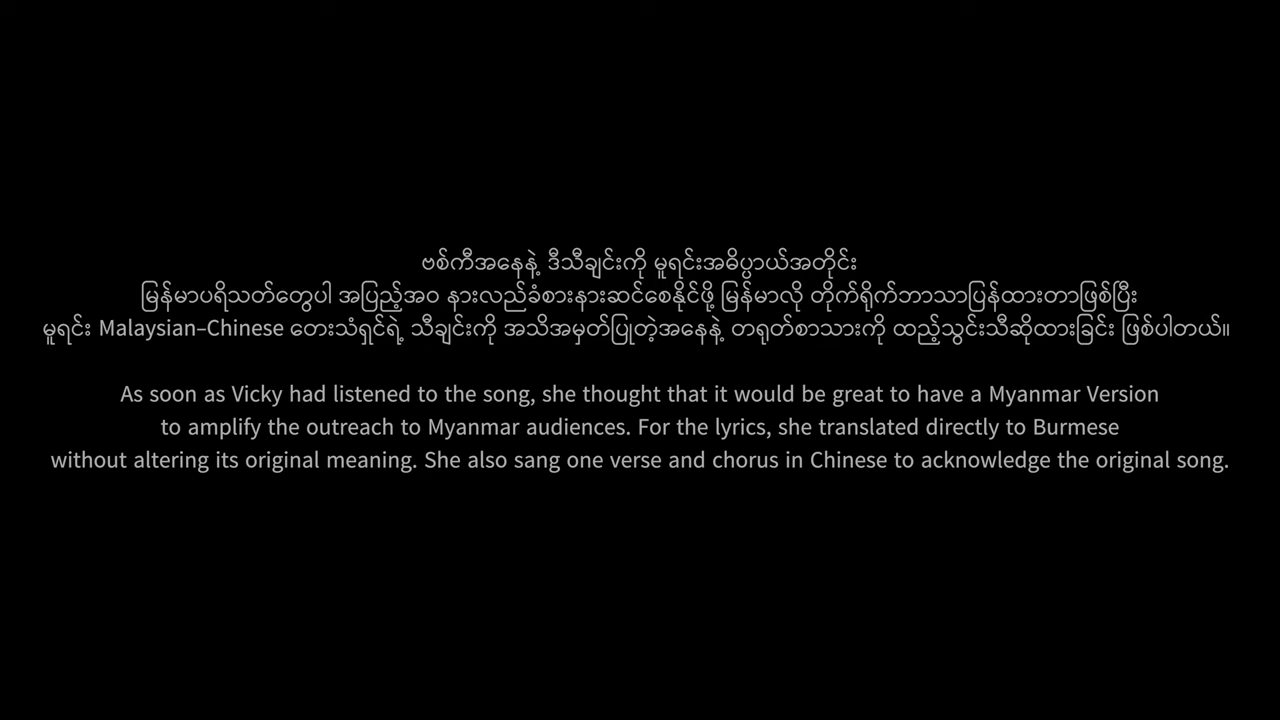 ဗစ်ကီအနေနဲ့ ဒီသီချင်းကို မူရင်းအဓိပ္ပာယ်အတိုင်း
မြန်မာပရိသတ်တွေပါ အပြည့်အဝ နားလည်ခံစားနားဆင်စေနိုင်ဖို့ မြန်မာလို တိုက်ရိုက်ဘာသာပြန်ထားတာဖြစ်ပြီး
မူရင်း Malaysian–Chinese တေးသံရှင်ရဲ့ သီချင်းကို အသိအမှတ်ပြုတဲ့အနေနဲ့ တရုတ်စာသားကို ထည့်သွင်းသီဆိုထားခြင်း ဖြစ်ပါတယ်။
As soon as Vicky had listened to the song, she thought that it would be great to have a Myanmar Version
to amplify the outreach to Myanmar audiences. For the lyrics, she translated directly to Burmese
without altering its original meaning. She also sang one verse and chorus in Chinese to acknowledge the original song.